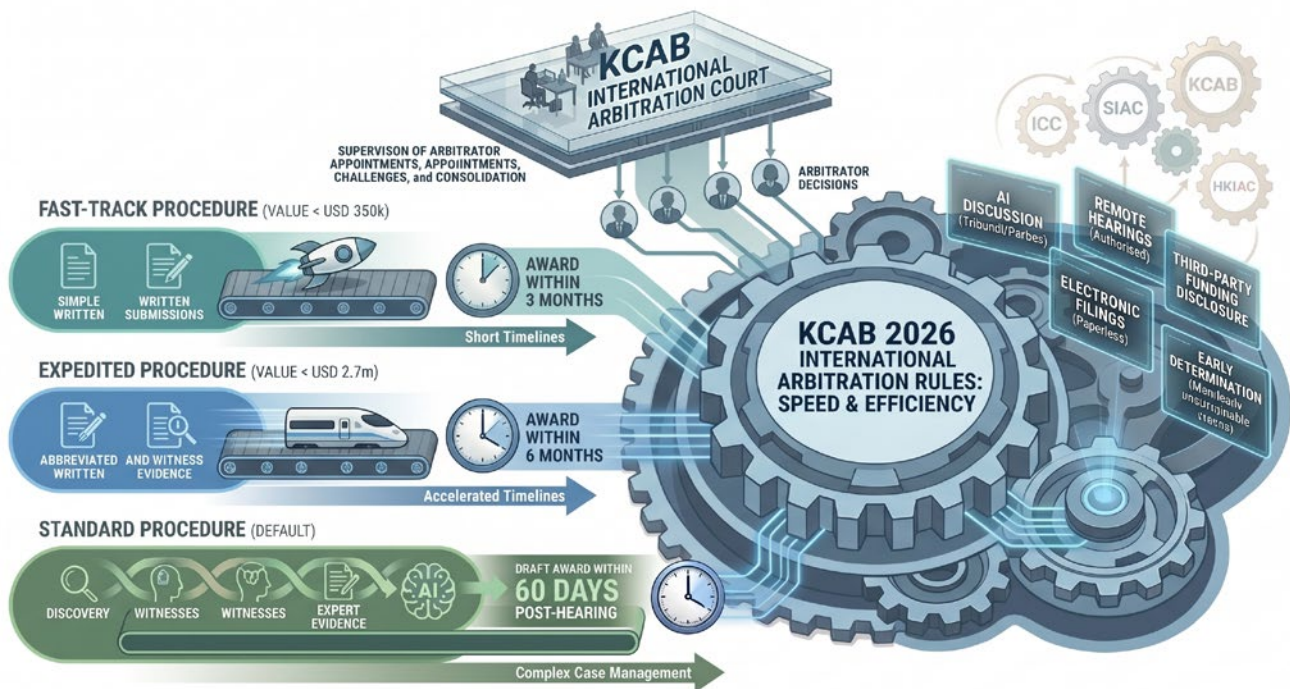 KCAB
INTERNATIONAL
ARBITRATION COURT
SUPERVISON OF ARBITRATOR
APPOINTMENTS, APPOINTMENTS,
CHALLENGES, and CONSOLIDATION
ARBITRATOR
DECISIONS
ICC
SIAC
KCAB
HKIAC
FAST-TRACK PROCEDURE (VALUE < USD 350k)
SIMPLE
WRITTEN
WRITTEN
SUBMISSIONS
AWARD
WITHIN
3 MONTHS
Short Timelines
EXPEDITED PROCEDURE (VALUE < USD 2.7m)
ABBREVIATED
WRITTEN
AND WITNESS
EVIDENCE
AWARD
WITHIN
6 MONTHS
Accelerated Timelines
STANDARD PROCEDURE (DEFAULT)
DISCOVERY
WITNESSES
WITNESSES
EXPERT
EVIDENCE
AI
DRAFT AWARD WITHIN
60 DAYS
POST-HEARING
Complex Case Management
KCAB 2026
INTERNATIONAL
ARBITRATION RULES:
SPEED & EFFICIENCY
AI
DISCUSSION
(Tribundl/Parbes)
REMOTE
HEARINGS
(Authorised)
THIRD-PARTY
FUNDING
DISCLOSURE
ELECTRONIC
FILINGS
(Paperless)
EARLY
DETERMINATION